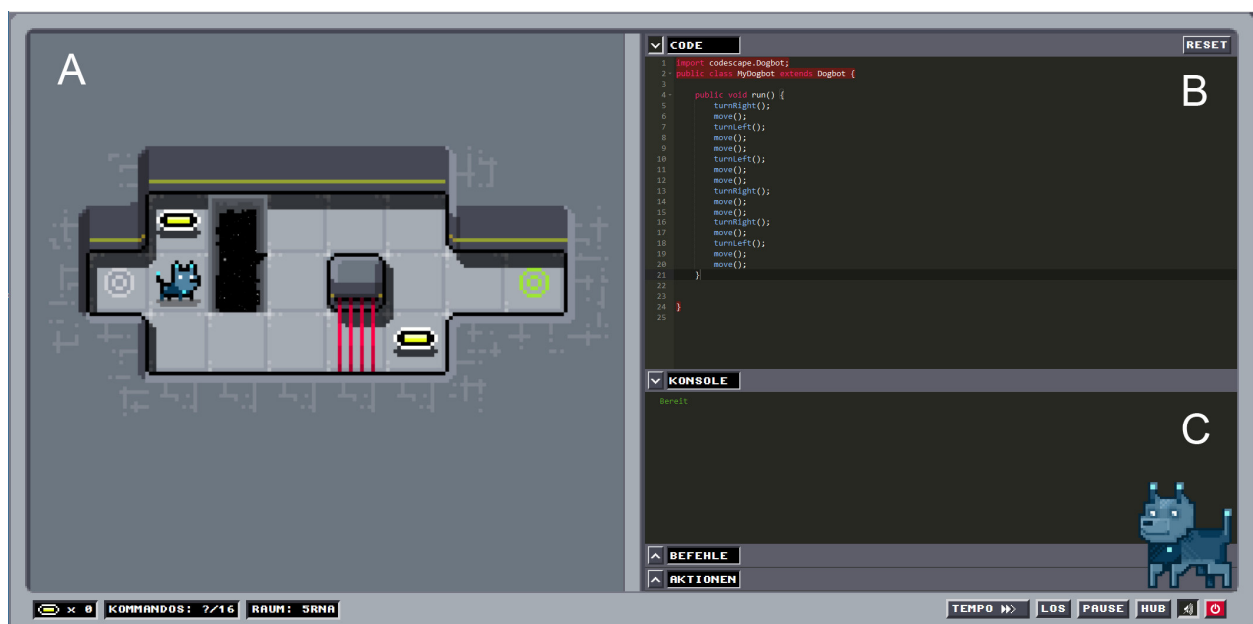 A
CODE
RESET
B
1 import codescape.Dogbot;
2 public class MyDogbot extends Dogbot {
3
4 public void run() {
5 turnRight();
6 move();
7 turnLeft();
8 move();
9 move();
10 turnLeft();
11 move();
12 move();
13 turnRight();
14 move();
15 move();
16 turnRight();
17 move();
18 turnLeft();
19 move();
20 move();
21 }
22
23
24 }
25
KONSOLE
Bereit
C
BEFEHLE
AKTIONEN
x 0 KOMMANDOS: ?/16 RAUM: 5RNA
TEMPO LOS PAUSE HUB